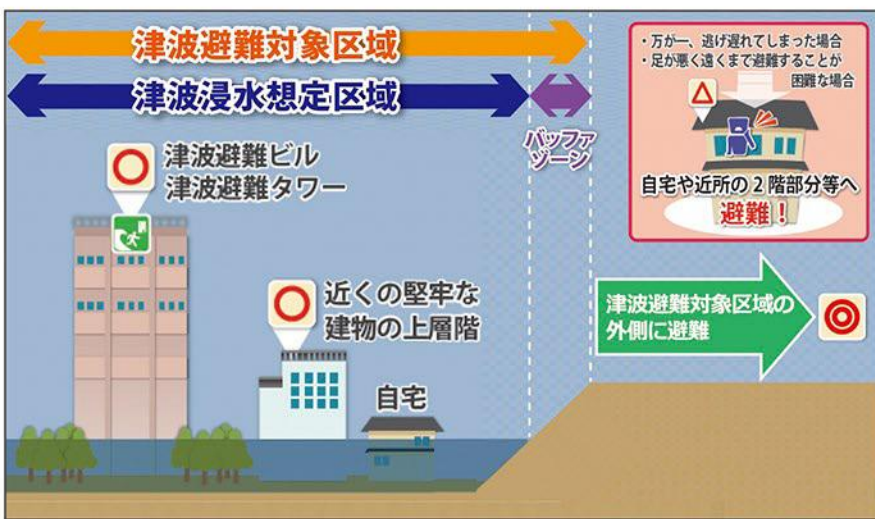 津波避難対象区域
津波浸水想定区域
バッファ
ゾーン
津波避難ビル
津波避難タワー
近くの堅牢な
建物の上層階
自宅
・万が一、逃げ遅れてしまった場合
・足が悪く遠くまで避難することが
困難な場合
自宅や近所の2階部分等へ
避難!
津波避難対象区域の
外側に避難